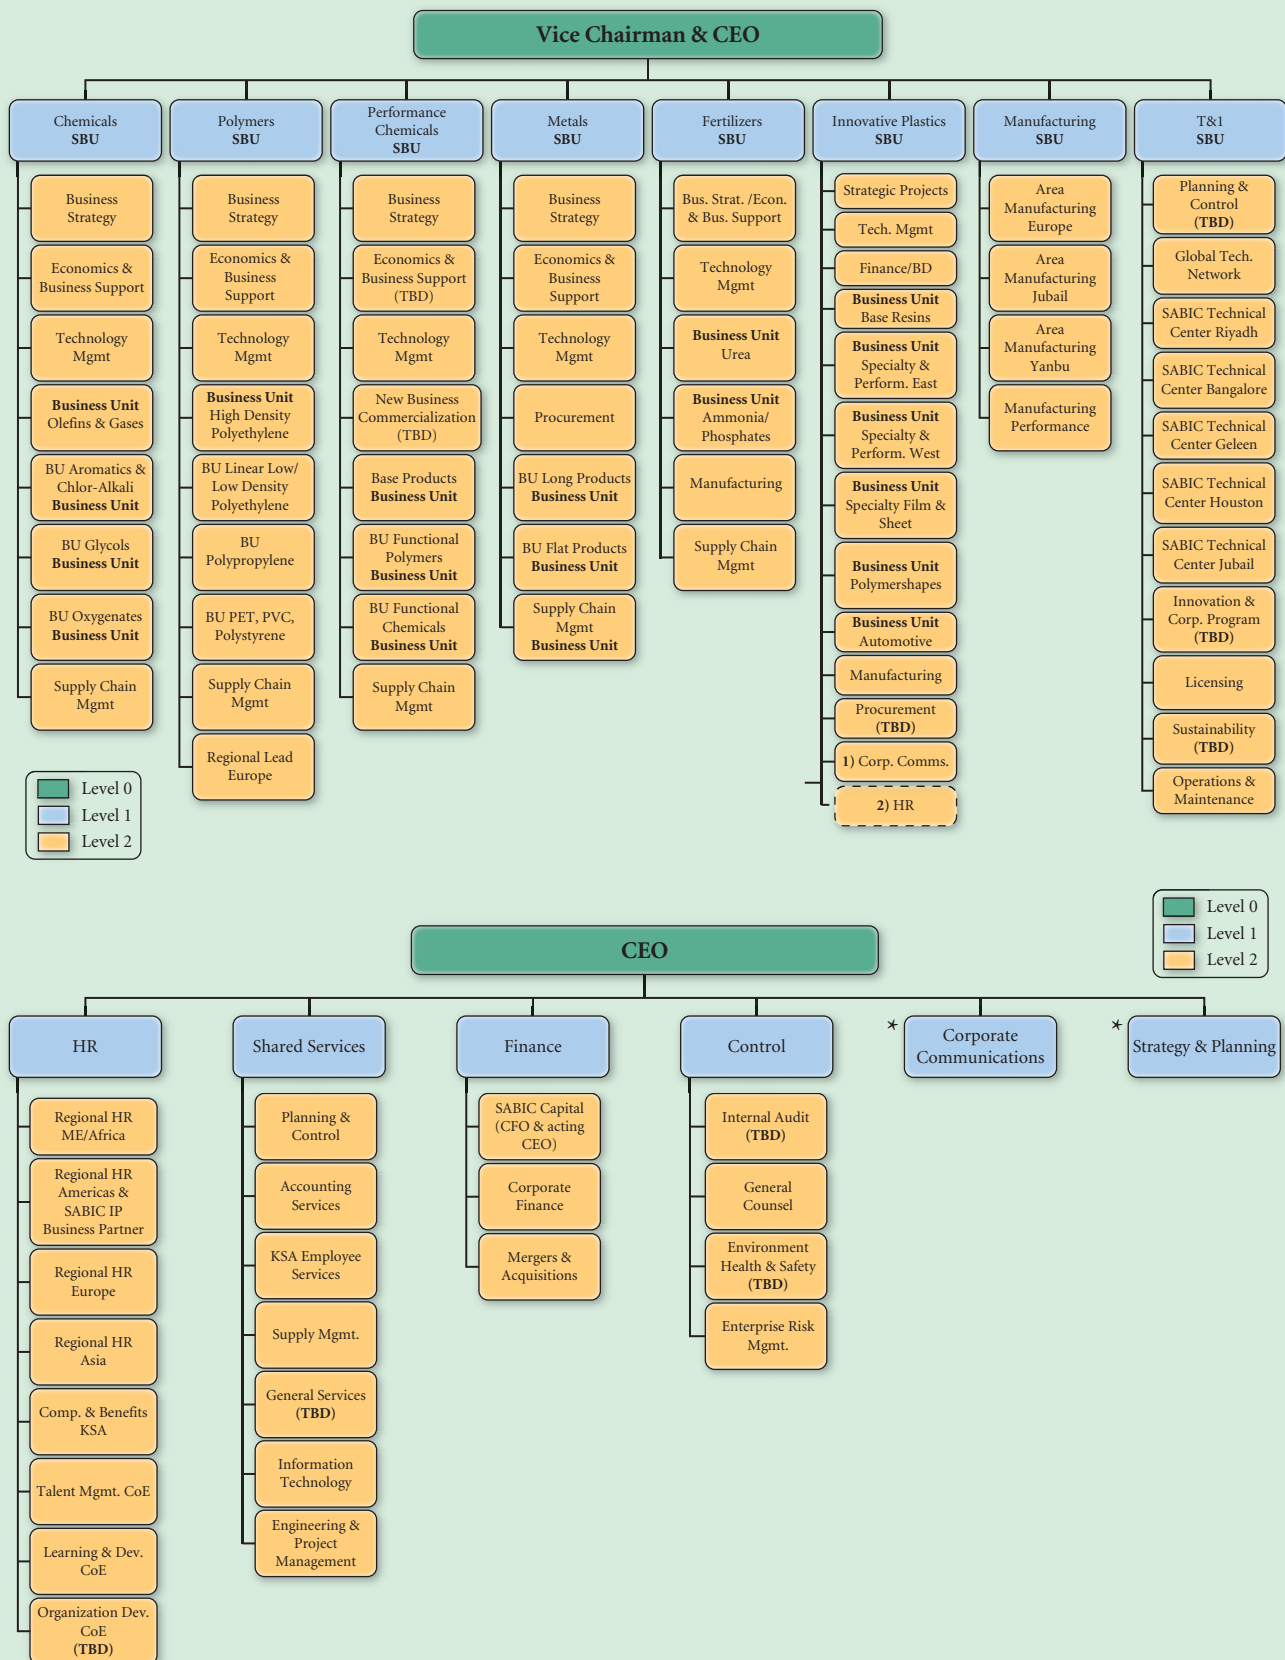 Vice Chairman & CEO
Chemicals
SBU
Business
Strategy
Economics &
Business Support
Technology
Mgmt
Business Unit
Olefins & Gases
BU Aromatics &
Chlor-Alkali
Business Unit
BU Glycols
Business Unit
BU Oxygenates
Business Unit
Supply Chain
Mgmt
Polymers
SBU
Business
Strategy
Economics &
Business
Support
Technology
Mgmt
Business Unit
High Density
Polyethylene
BU Linear Low/
Low Density
Polyethylene
BU
Polypropylene
BU PET, PVC,
Polystyrene
Supply Chain
Mgmt
Regional Lead
Europe
Performance
Chemicals
SBU
Business
Strategy
Economics &
Business Support
(TBD)
Technology
Mgmt
New Business
Commercialization
(TBD)
Base Products
Business Unit
BU Functional
Polymers
Business Unit
BU Functional
Chemicals
Business Unit
Supply Chain
Mgmt
Metals
SBU
Business
Strategy
Economics &
Business
Support
Technology
Mgmt
Procurement
BU Long Products
Business Unit
BU Flat Products
Business Unit
Supply Chain
Mgmt
Business Unit
Fertilizers
SBU
Bus. Strat. /Econ.
& Bus. Support
Technology
Mgmt
Business Unit
Urea
Business Unit
Ammonia/
Phosphates
Manufacturing
Supply Chain
Mgmt
Innovative Plastics
SBU
Strategic Projects
Tech. Mgmt
Finance/BD
Business Unit
Base Resins
Business Unit
Specialty &
Perform. East
Business Unit
Specialty &
Perform. West
Business Unit
Specialty Film &
Sheet
Business Unit
Polymershapes
Business Unit
Automotive
Manufacturing
Procurement
(TBD)
1) Corp. Comms.
2) HR
Manufacturing
SBU
Area
Manufacturing
Europe
Area
Manufacturing
Jubail
Area
Manufacturing
Yanbu
Manufacturing
Performance
T&1
SBU
Planning &
Control
(TBD)
Global Tech.
Network
SABIC Technical
Center Riyadh
SABIC Technical
Center Bangalore
SABIC Technical
Center Geleen
SABIC Technical
Center Houston
SABIC Technical
Center Jubail
Innovation &
Corp. Program
(TBD)
Licensing
Sustainability
(TBD)
Operations &
Maintenance
Level 0
Level 1
Level 2
Level 0
Level 1
Level 2
CEO
HR
Regional HR
ME/Africa
Regional HR
Americas &
SABIC IP
Business Partner
Regional HR
Europe
Regional HR
Asia
Comp. & Benefits
KSA
Talent Mgmt. CoE
Learning & Dev.
CoE
Organization Dev.
CoE
(TBD)
Shared Services
Planning &
Control
Accounting
Services
KSA Employee
Services
Supply Mgmt.
General Services
(TBD)
Information
Technology
Engineering &
Project
Management
Finance
SABIC Capital
(CFO & acting
CEO)
Corporate
Finance
Mergers &
Acquisitions
Control
Internal Audit
(TBD)
General
Counsel
Environment
Health & Safety
(TBD)
Enterprise Risk
Mgmt.
*
Corporate
Communications
*
Strategy & Planning